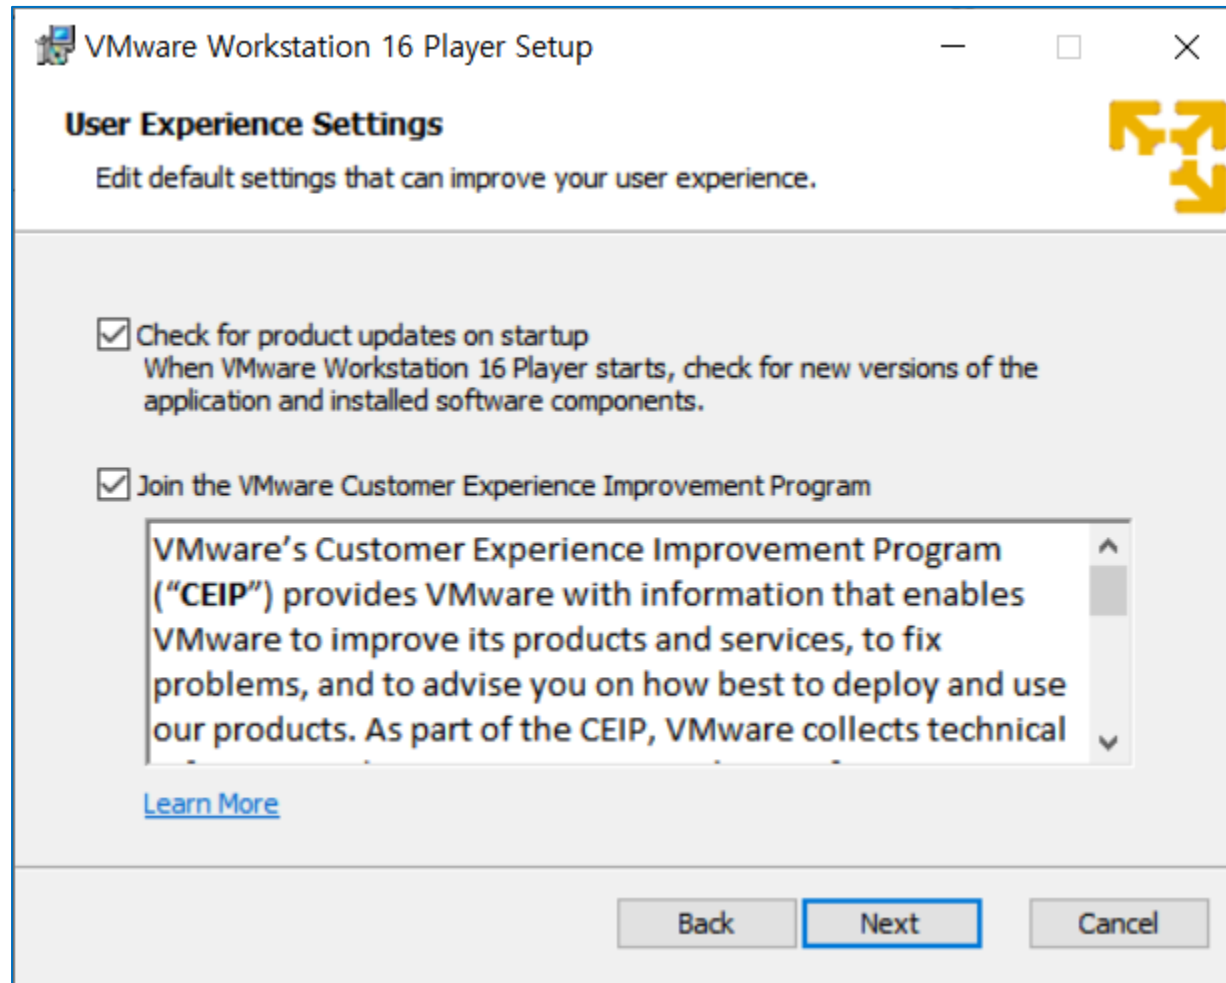 VMware Workstation 16 Player Setup
User Experience Settings
Edit default settings that can improve your user experience.
Check for product updates on startup
When VMware Workstation 16 Player starts, check for new versions of the
application and installed software components.
Join the VMware Customer Experience Improvement Program
VMware’s Customer Experience Improvement Program
(“CEIP”) provides VMware with information that enables
VMware to improve its products and services, to fix
problems, and to advise you on how best to deploy and use
our products. As part of the CEIP, VMware collects technical
Learn More
Back
Next
Cancel